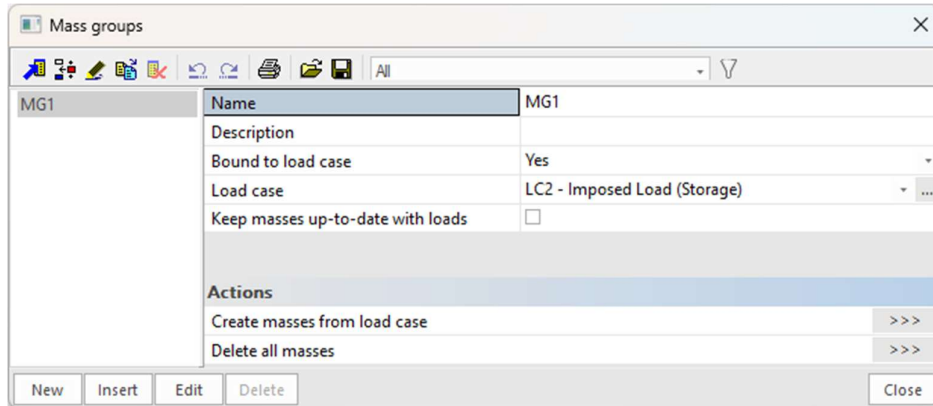 Mass groups
All
MG1
Name MG1
Description
Bound to load case Yes
Load case LC2 - Imposed Load (Storage) ...
Keep masses up-to-date with loads
Actions
Create masses from load case >>>
Delete all masses >>>
New Insert Edit Delete Close